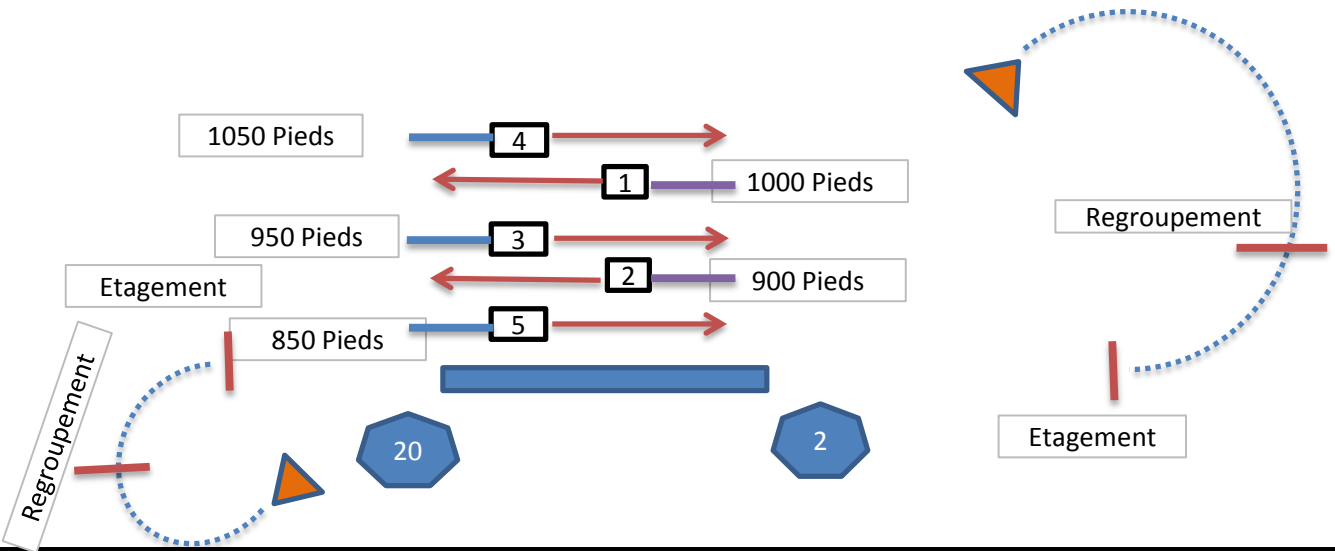 1050 Pieds
4
1
1000 Pieds
Regroupement
950 Pieds
3
2
900 Pieds
Etagement
850 Pieds
5
Regroupement
20
2
Etagement